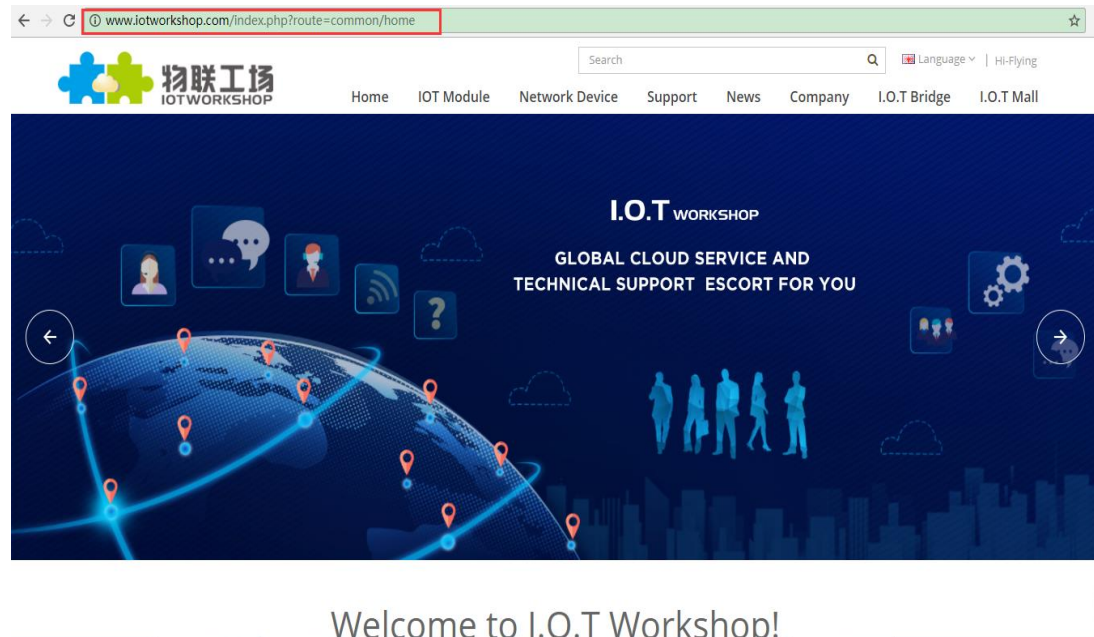 www.iotworkshop.com/index.php?route=common/home
Search
Language | Hi-Flying
物联工场
IOTWORKSHOP
Home IOT Module Network Device Support News Company I.O.T Bridge I.O.T Mall
I.O.T WORKSHOP
GLOBAL CLOUD SERVICE AND
TECHNICAL SUPPORT ESCORT FOR YOU
?
Welcome to I.O.T Workshop!